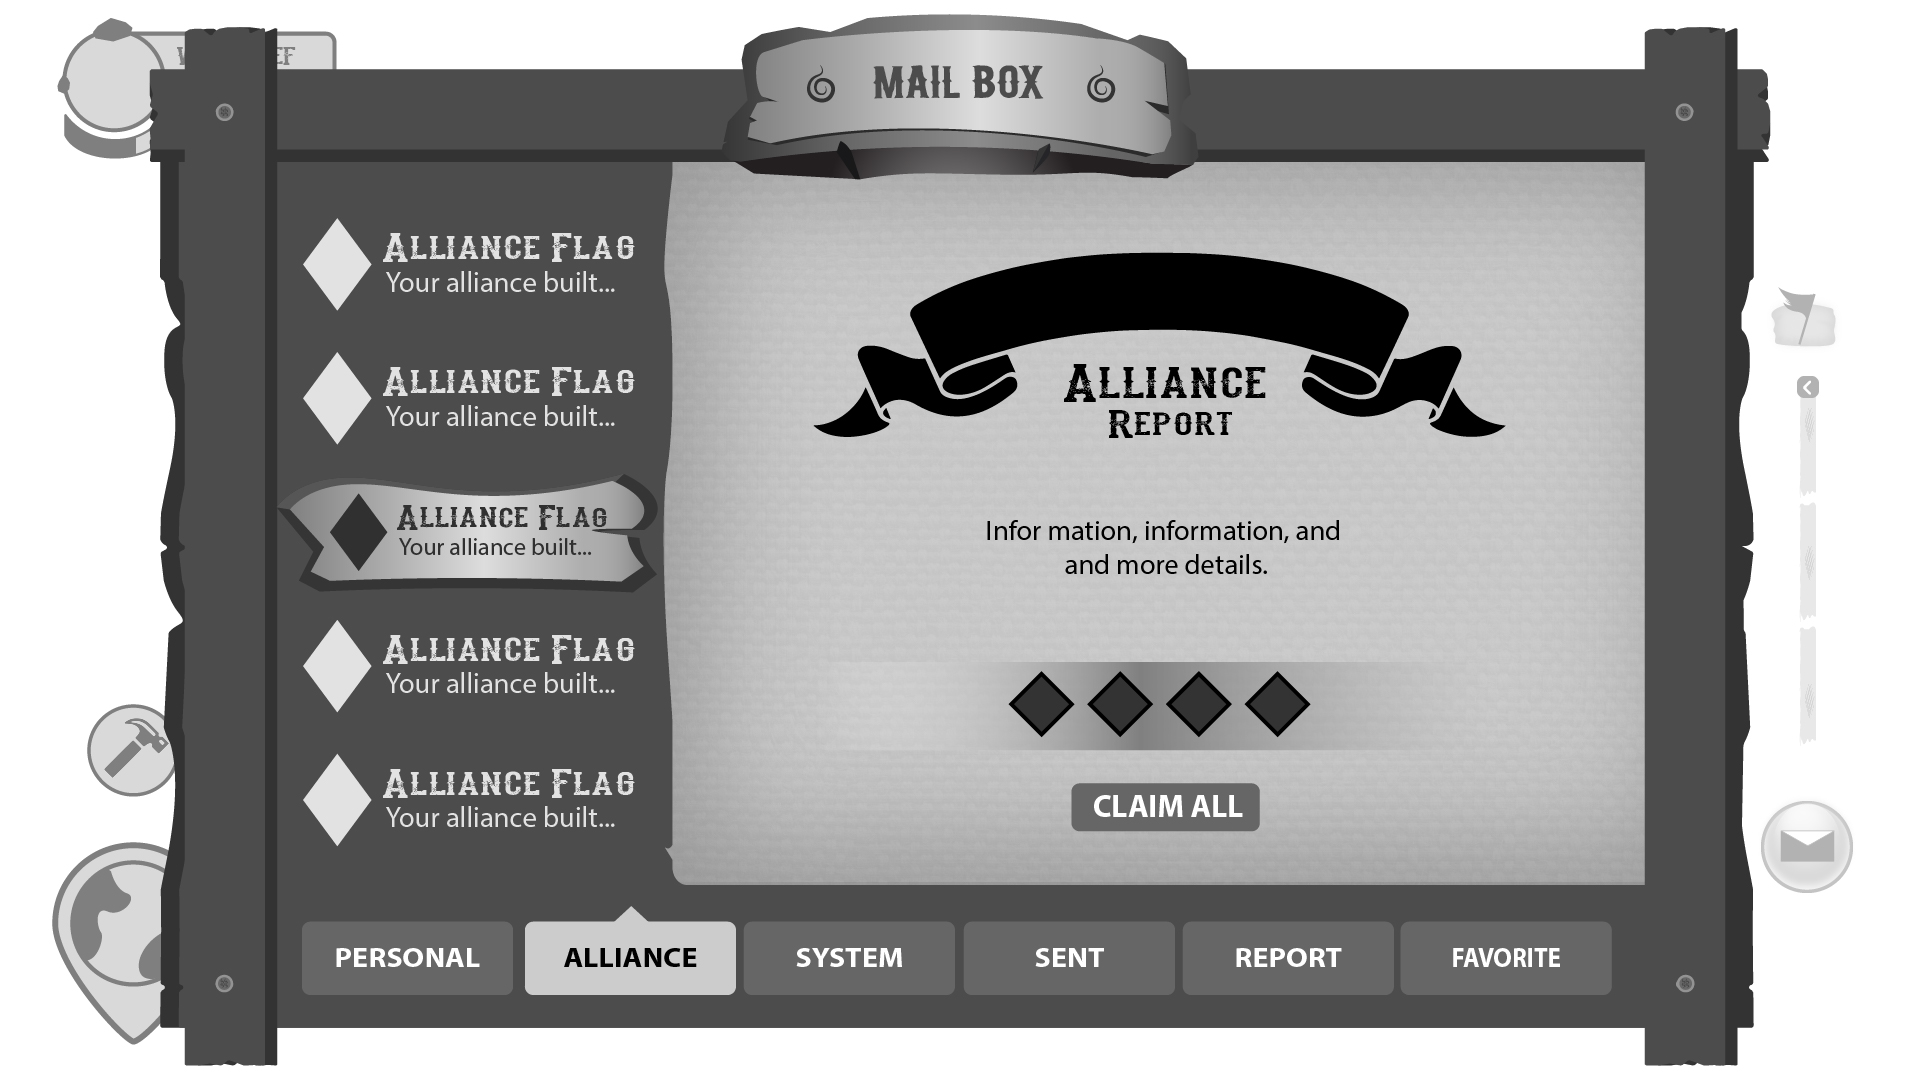 MAIL BOX
Alliance Flag
Your alliance built...
Alliance Flag
Your alliance built...
Alliance Flag
Your alliance built...
Alliance Flag
Your alliance built...
Alliance Flag
Your alliance built...
Alliance
Report
Infor mation, information, and
and more details.
CLAIM ALL
PERSONAL
ALLIANCE
SYSTEM
SENT
REPORT
FAVORITE